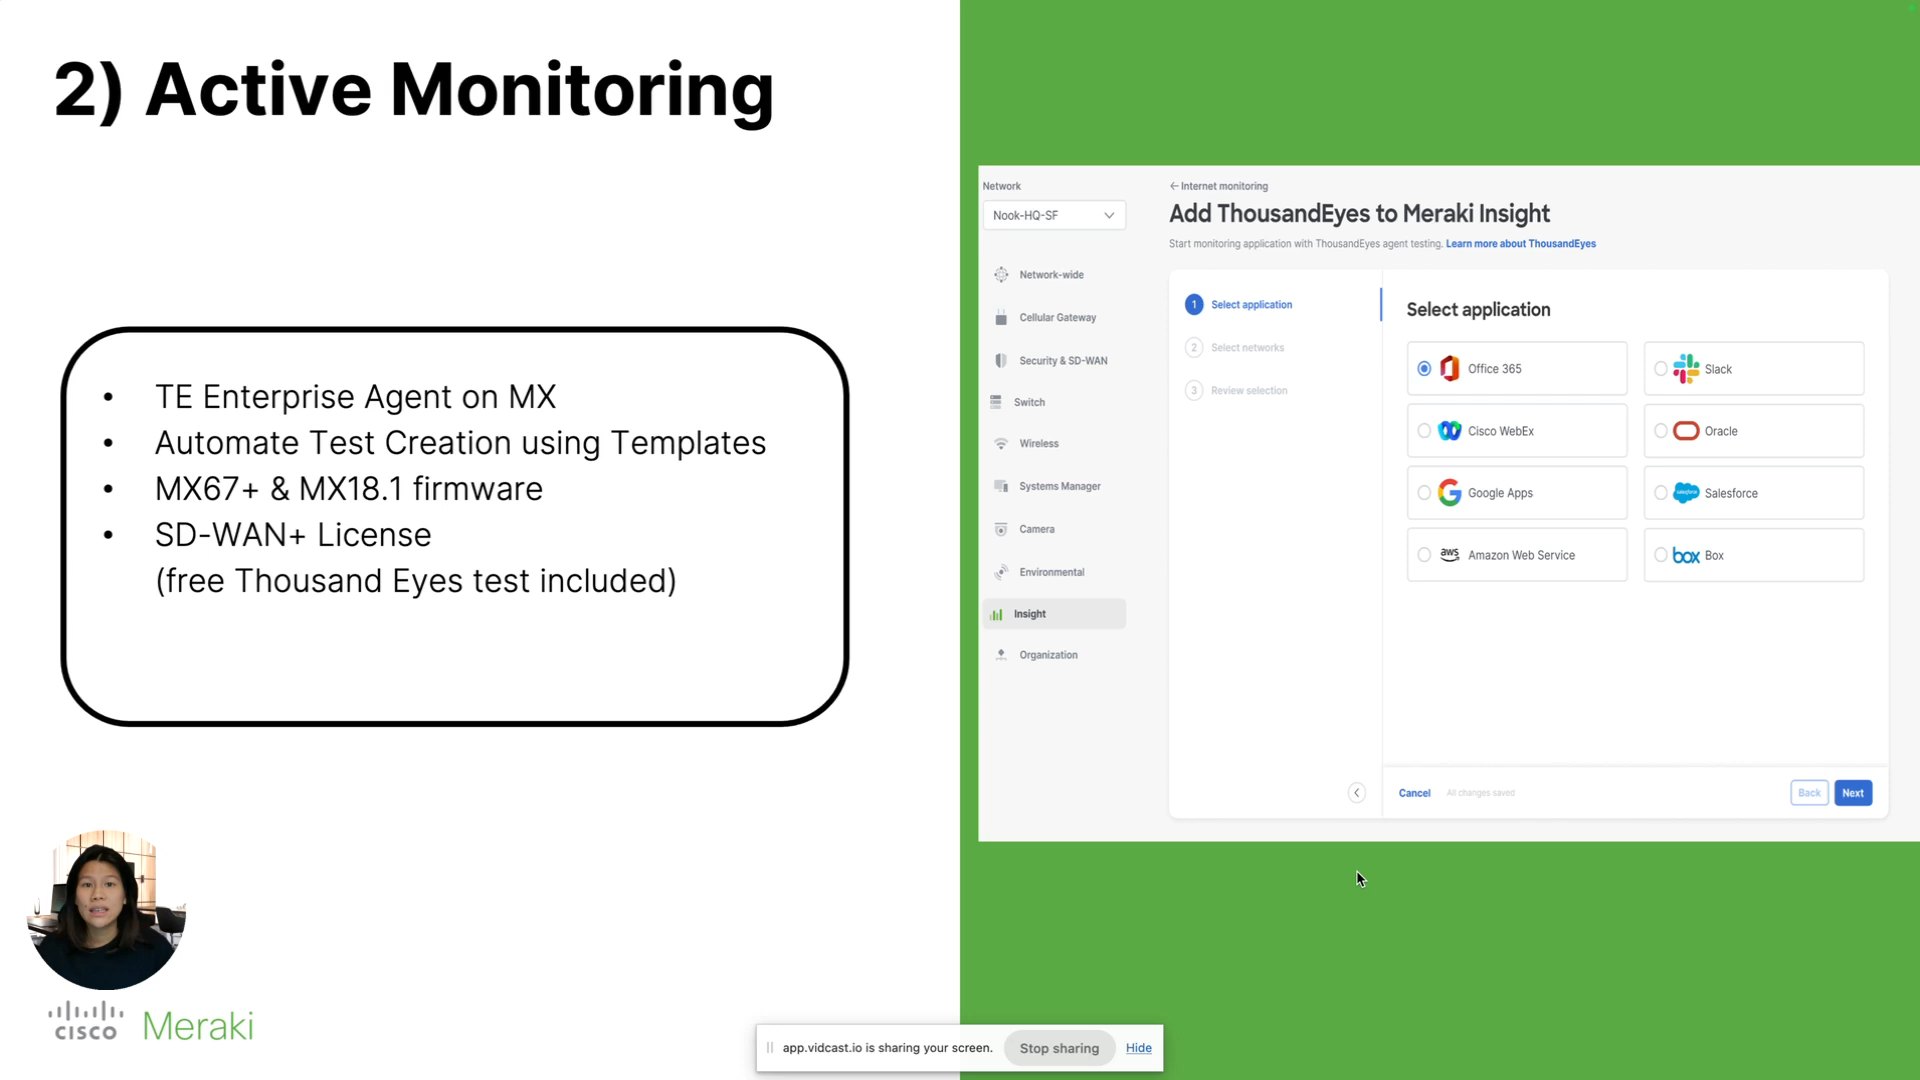 2) Active Monitoring
• TE Enterprise Agent on MX
• Automate Test Creation using Templates
• MX67+ & MX18.1 firmware
• SD-WAN+ License
(free Thousand Eyes test included)
CISCO Meraki
Network
Nook-HQ-SF
Network-wide
Cellular Gateway
Security & SD-WAN
Switch
Wireless
Systems Manager
Camera
Environmental
Insight
Organization
Internet monitoring
Add ThousandEyes to Meraki Insight
Start monitoring application with ThousandEyes agent testing. Learn more about ThousandEyes
1 Select application
2 Select networks
3 Review selection
Select application
Office 365
Slack
Cisco WebEx
Oracle
Google Apps
salesforce Salesforce
aws Amazon Web Service
box Box
Cancel All changes saved
Back Next
app.vidcast.io is sharing your screen. Stop sharing Hide